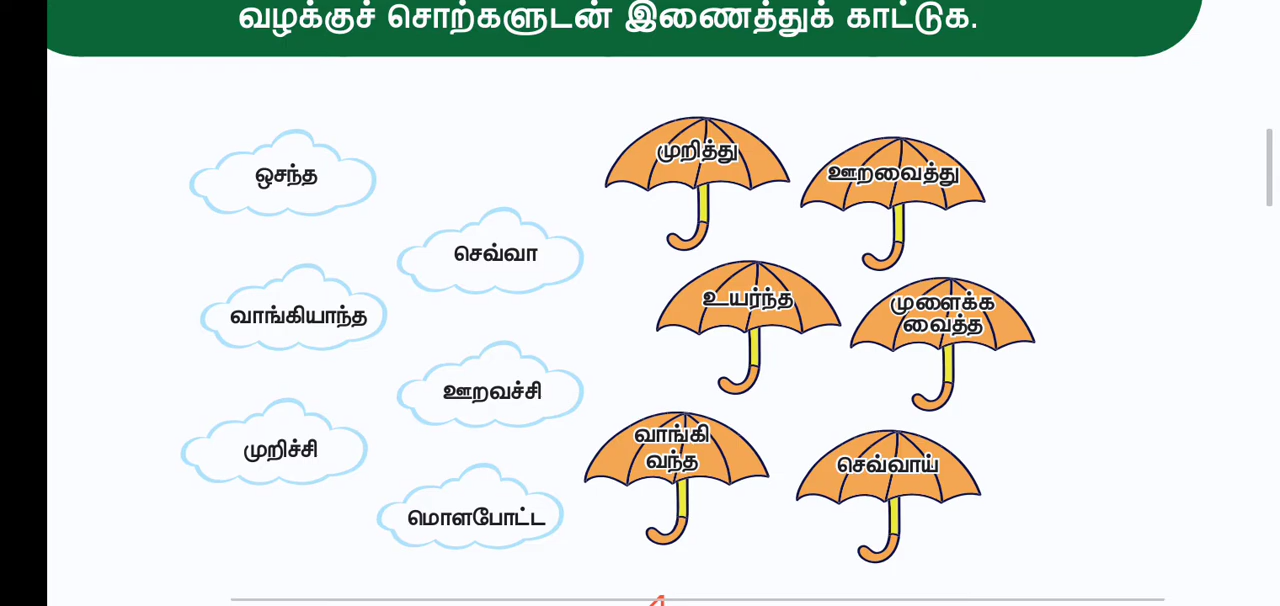 வழக்குச் சொற்களுடன் இணைத்துக் காட்டுக.
ஒசந்த
செவ்வா
வாங்கியாந்த
ஊறவச்சி
முறிச்சி
மொளபோட்ட
முறித்து
ஊறவைத்து
உயர்ந்த
முளைக்க
வைத்த
வாங்கி
வந்த
செவ்வாய்